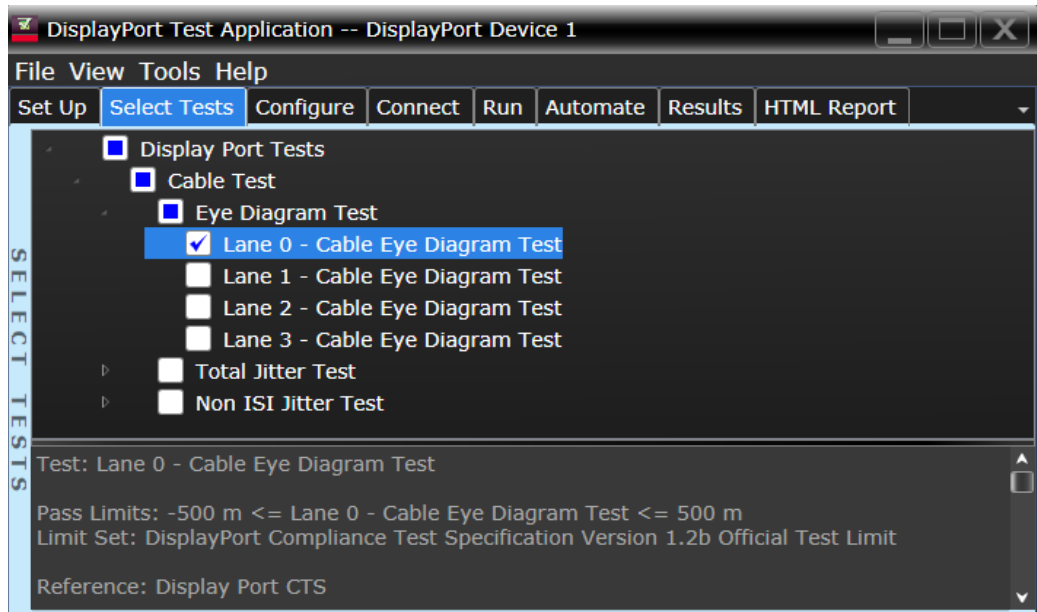 DisplayPort Test Application -- DisplayPort Device 1
File View Tools Help
Set Up Select Tests Configure Connect Run Automate Results HTML Report
Display Port Tests
Cable Test
Eye Diagram Test
Lane 0 - Cable Eye Diagram Test
Lane 1 - Cable Eye Diagram Test
Lane 2 - Cable Eye Diagram Test
Lane 3 - Cable Eye Diagram Test
Total Jitter Test
Non ISI Jitter Test
SELECT TESTS
Test: Lane 0 - Cable Eye Diagram Test
Pass Limits: -500 m <= Lane 0 - Cable Eye Diagram Test <= 500 m
Limit Set: DisplayPort Compliance Test Specification Version 1.2b Official Test Limit
Reference: Display Port CTS